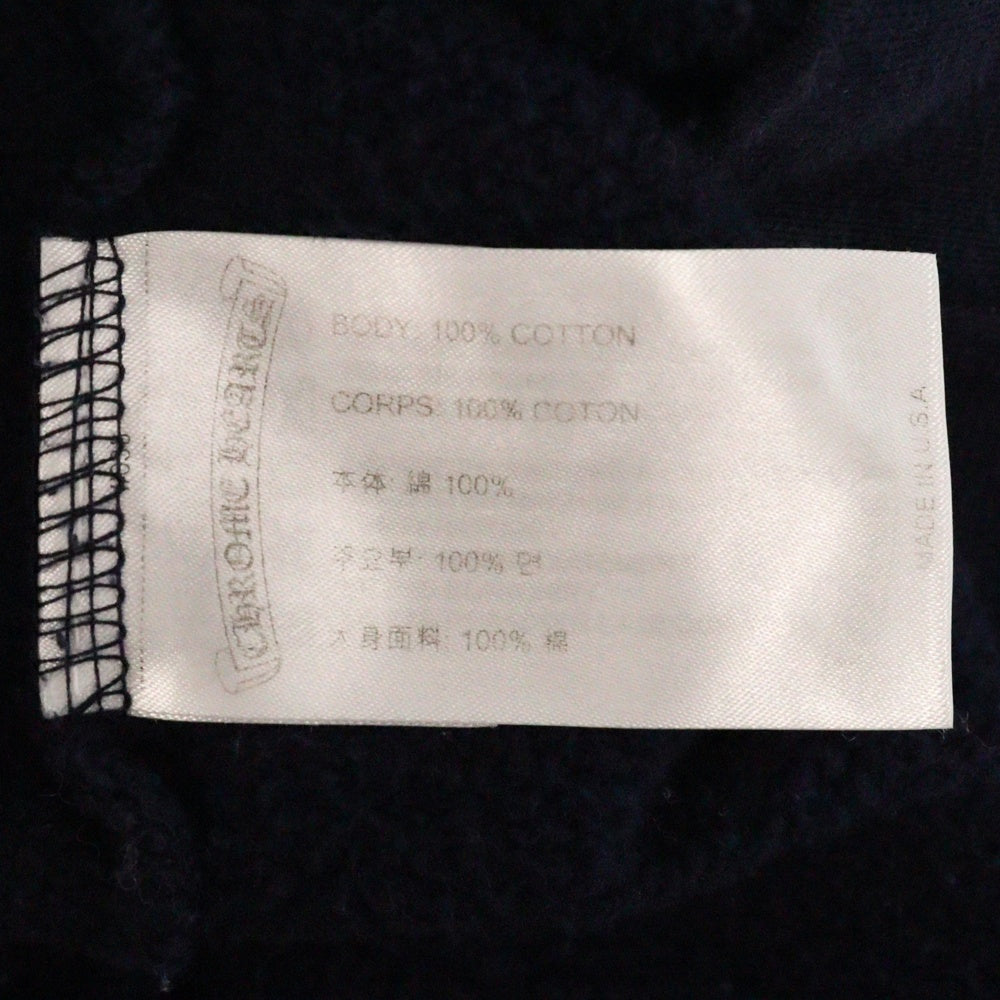 CHROME HEARTS
BODY: 100% COTTON
CORPS: 100% COTON
本体: 綿 100%
주요부: 100% 면
大身面料: 100% 棉
MADE IN U.S.A.